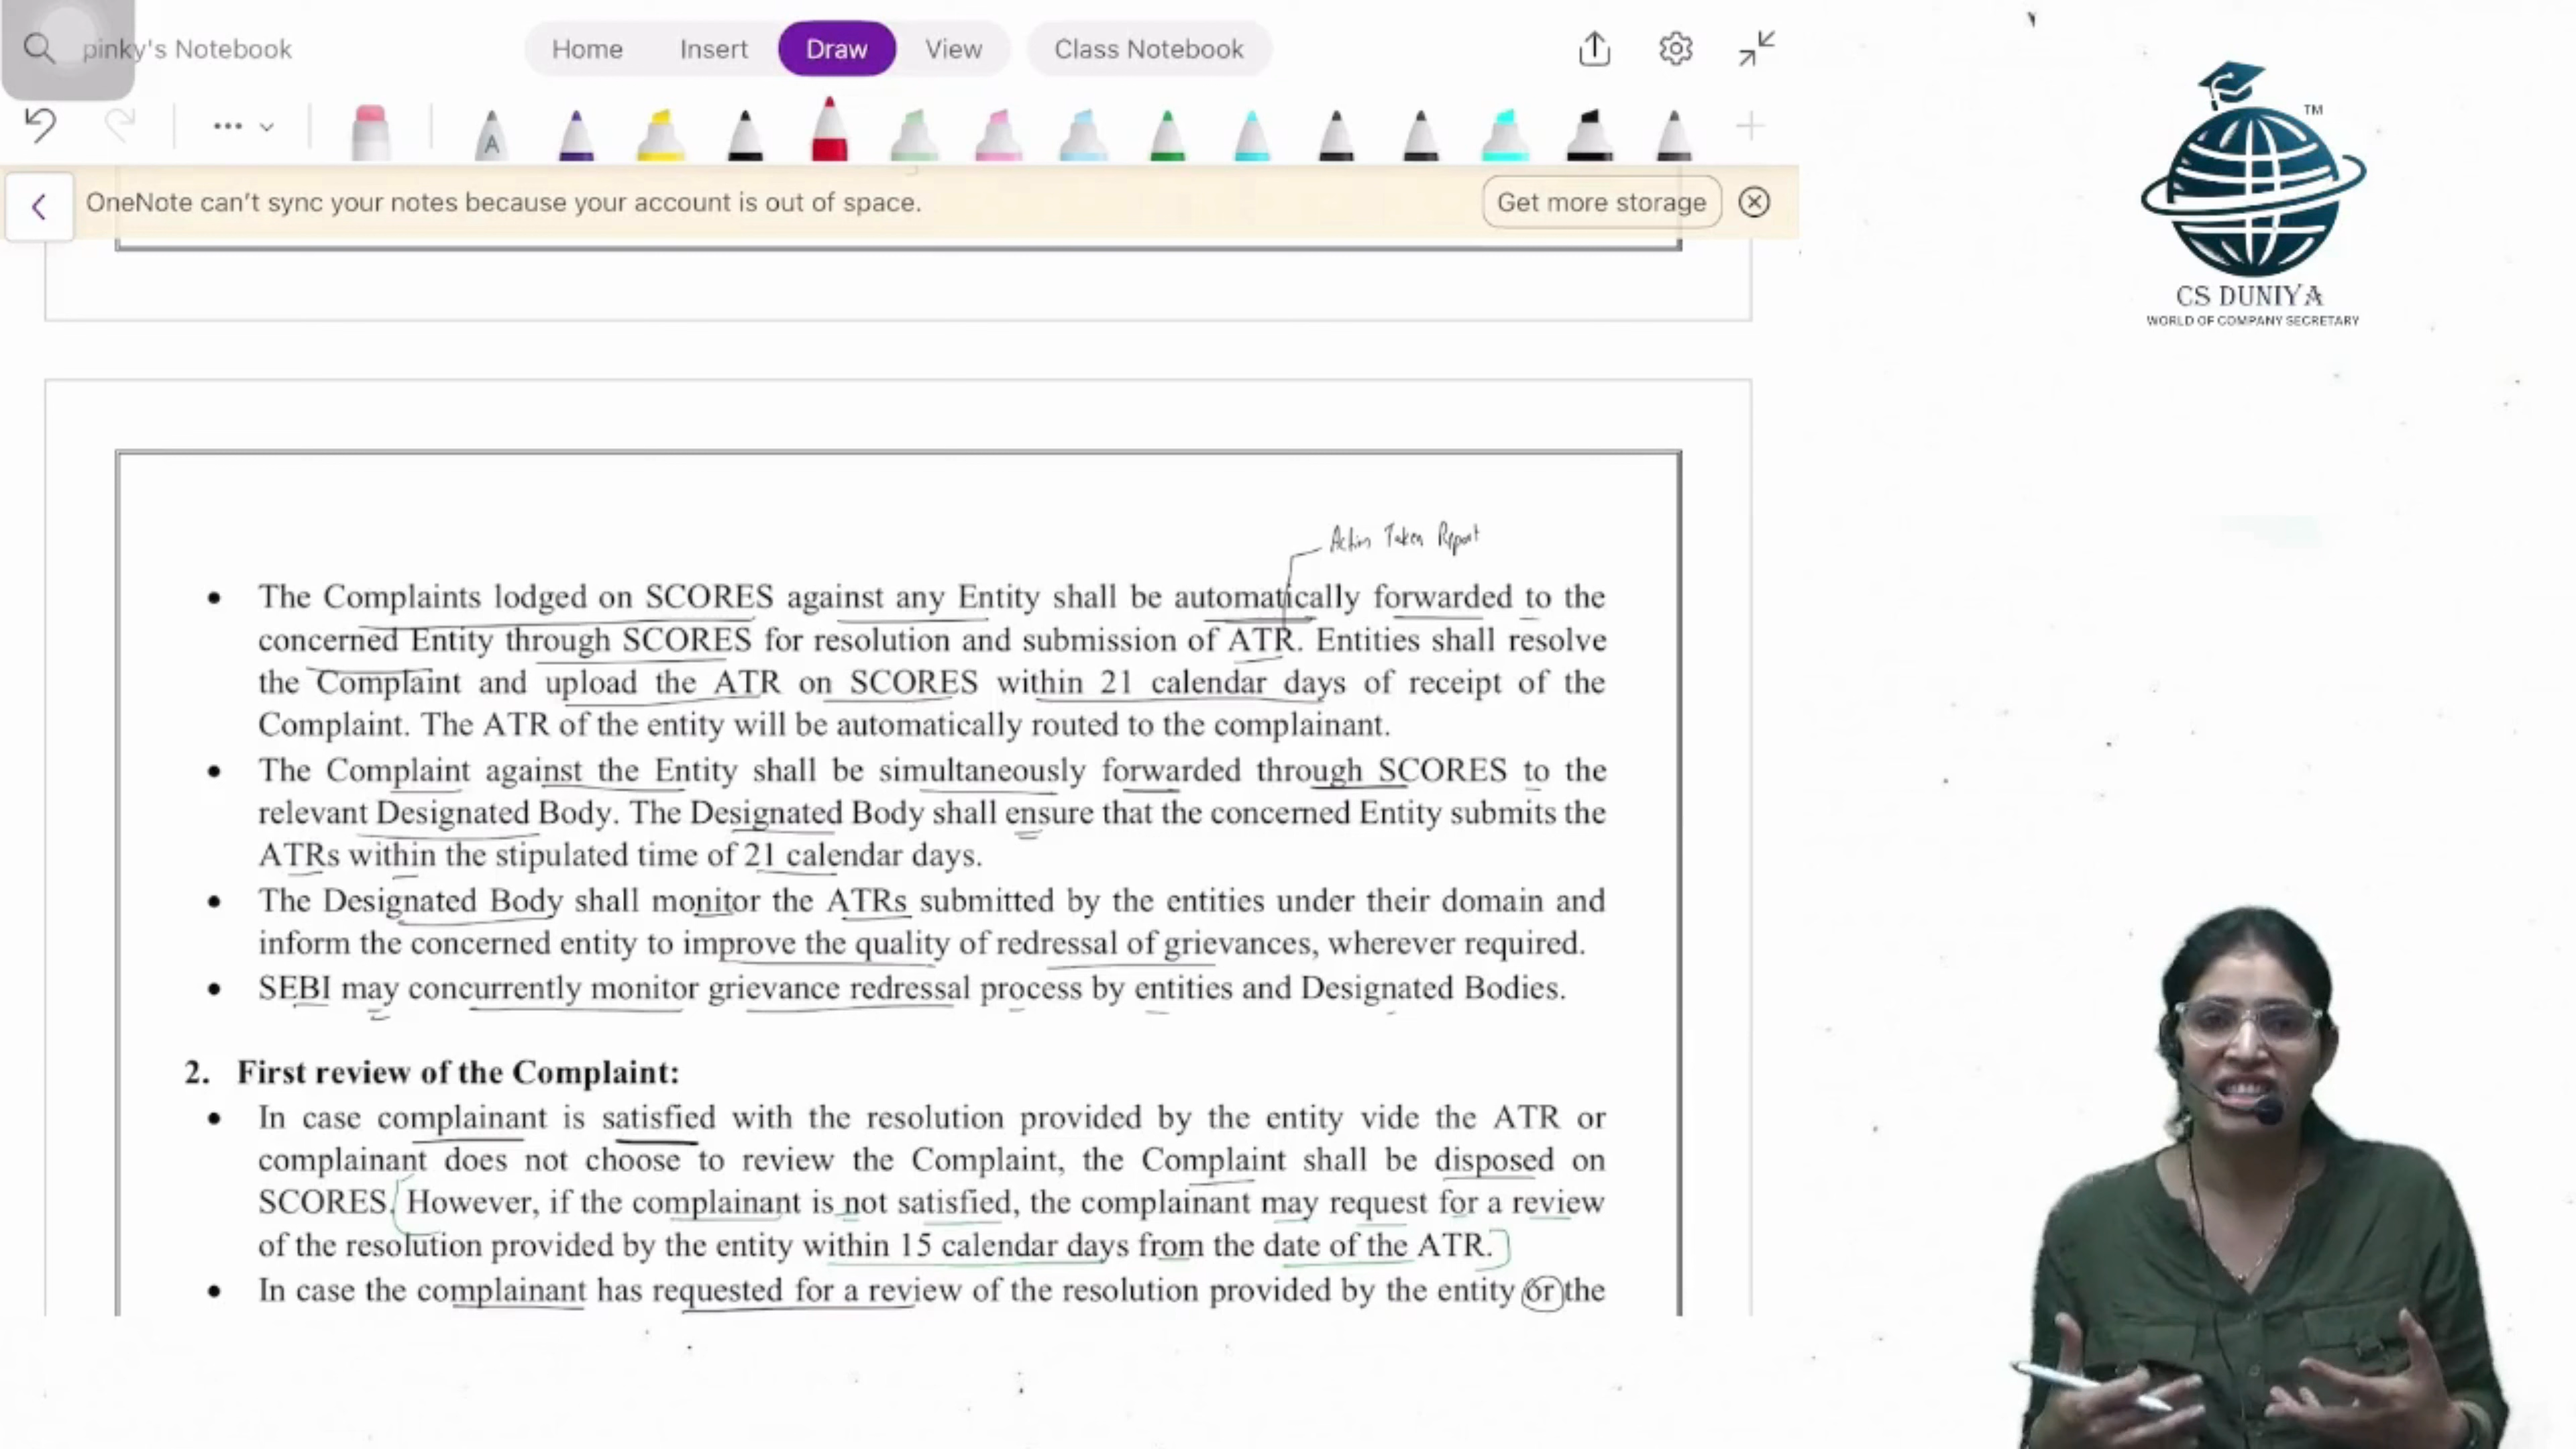 pinky's Notebook
Home Insert Draw View Class Notebook
A
OneNote can't sync your notes because your account is out of space.
Get more storage
TM
CS DUNIYA
WORLD OF COMPANY SECRETARY
Action Taken Report
• The Complaints lodged on SCORES against any Entity shall be automatically forwarded to the
concerned Entity through SCORES for resolution and submission of ATR. Entities shall resolve
the Complaint and upload the ATR on SCORES within 21 calendar days of receipt of the
Complaint. The ATR of the entity will be automatically routed to the complainant.
• The Complaint against the Entity shall be simultaneously forwarded through SCORES to the
relevant Designated Body. The Designated Body shall ensure that the concerned Entity submits the
ATRs within the stipulated time of 21 calendar days.
• The Designated Body shall monitor the ATRs submitted by the entities under their domain and
inform the concerned entity to improve the quality of redressal of grievances, wherever required.
• SEBI may concurrently monitor grievance redressal process by entities and Designated Bodies.
2. First review of the Complaint:
• In case complainant is satisfied with the resolution provided by the entity vide the ATR or
complainant does not choose to review the Complaint, the Complaint shall be disposed on
SCORES. However, if the complainant is not satisfied, the complainant may request for a review
of the resolution provided by the entity within 15 calendar days from the date of the ATR.
• In case the complainant has requested for a review of the resolution provided by the entity or the